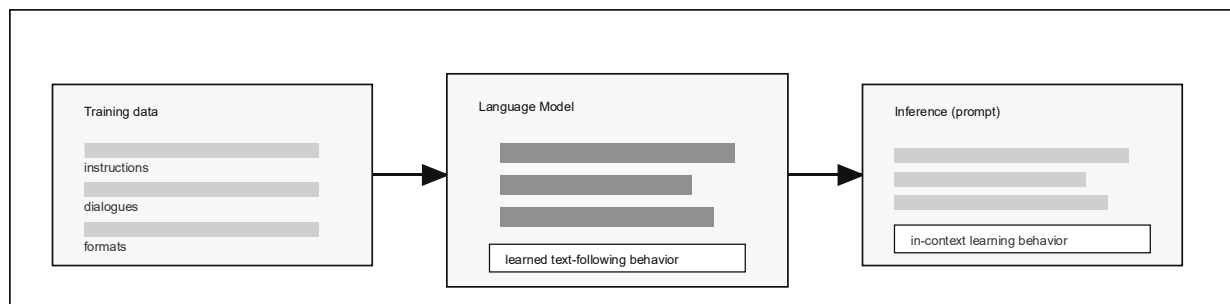 Training data
instructions
dialogues
formats
Language Model
learned text-following behavior
Inference (prompt)
in-context learning behavior